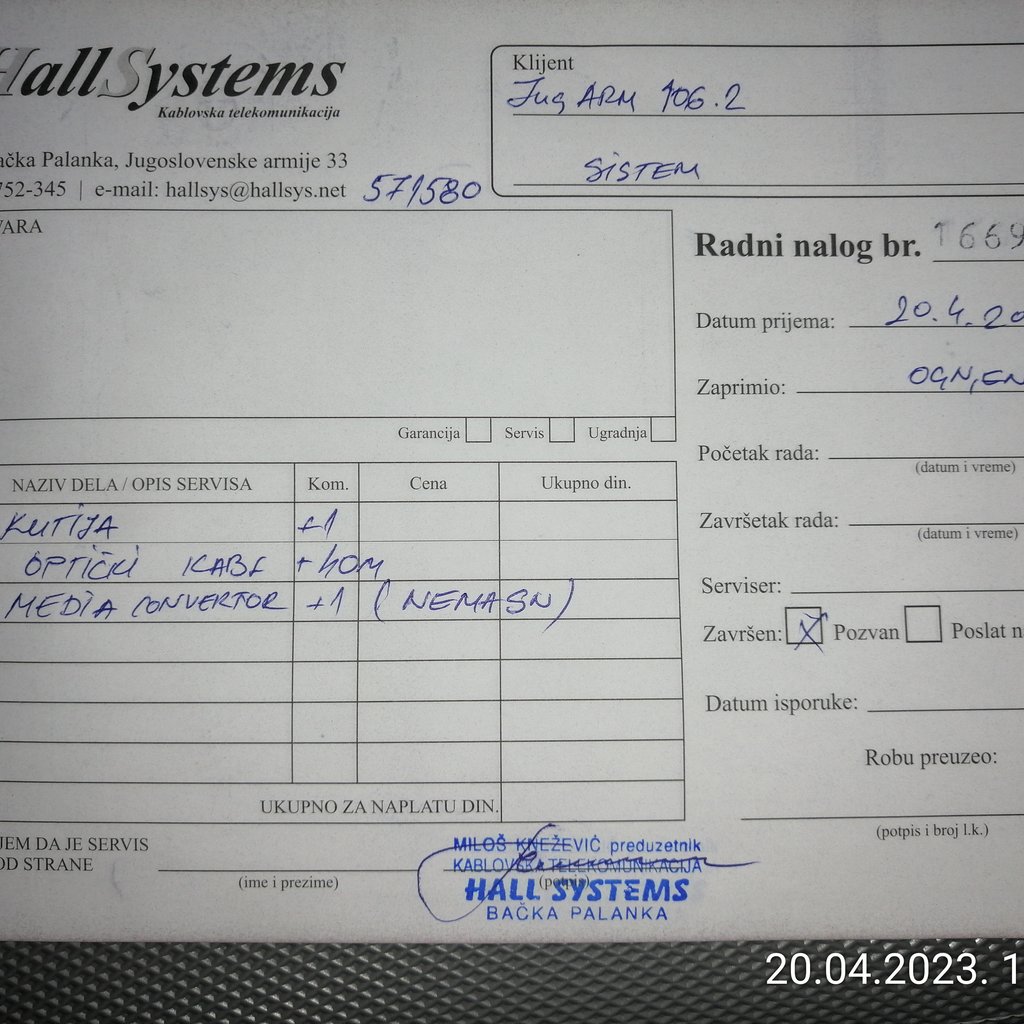 HallSystems
Kablovska telekomunikacija
ačka Palanka, Jugoslovenske armije 33
752-345 | e-mail: hallsys@hallsys.net 571580
Klijent
Jug ARM 106.2
SISTEM
VARA
Garancija Servis Ugradnja
Radni nalog br. 1669
Datum prijema: 20.4.20
Zaprimio: OGNJEN
Početak rada:
(datum i vreme)
Završetak rada:
(datum i vreme)
Serviser:
Završen: X Pozvan Poslat n
Datum isporuke:
Robu preuzeo:
(potpis i broj l.k.)
NAZIV DELA / OPIS SERVISA Kom. Cena Ukupno din.
KUTIJA +1
OPTIČKI KABL +40M
MEDIA CONVERTOR +1 (NEMA SN)
UKUPNO ZA NAPLATU DIN.
JEM DA JE SERVIS
OD STRANE
(ime i prezime)
(potpis)
MILOŠ KNEŽEVIĆ preduzetnik
KABLOVSKA TELEKOMUNIKACIJA
HALL SYSTEMS
BAČKA PALANKA
20.04.2023. 1